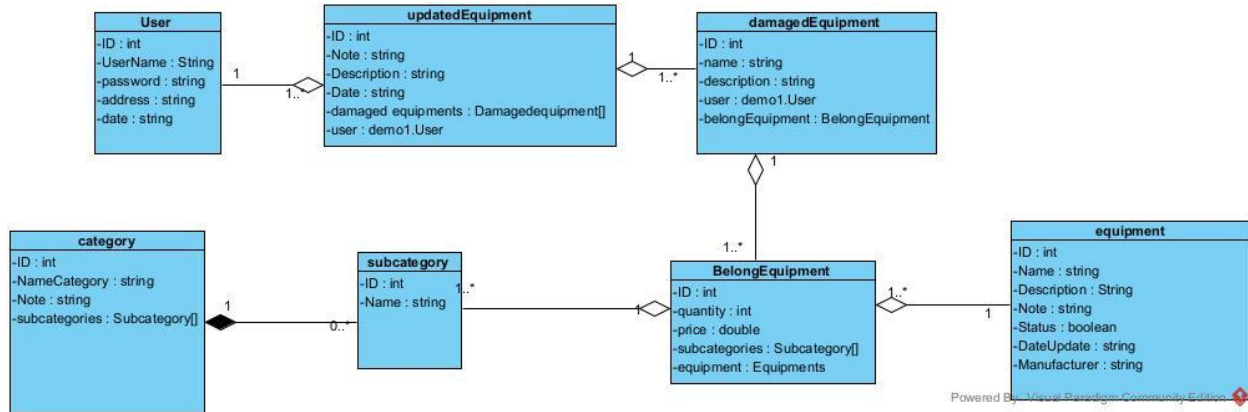 User
-ID : int
-UserName : String
-password : string
-address : string
-date : string
1
1..*
updatedEquipment
-ID : int
-Note : string
-Description : string
-Date : string
-damaged equipments : Damagedequipment[]
-user : demo1.User
1
1..*
damagedEquipment
-ID : int
-name : string
-description : string
-user : demo1.User
-belongEquipment : BelongEquipment
1
1..*
category
-ID : int
-NameCategory : string
-Note : string
-subcategories : Subcategory[]
1
0..*
subcategory
-ID : int
-Name : string
1..*
1
BelongEquipment
-ID : int
-quantity : int
-price : double
-subcategories : Subcategory[]
-equipment : Equipments
1..*
1
equipment
-ID : int
-Name : string
-Description : String
-Note : string
-Status : boolean
-DateUpdate : string
-Manufacturer : string
Powered By Visual Paradigm Community Edition